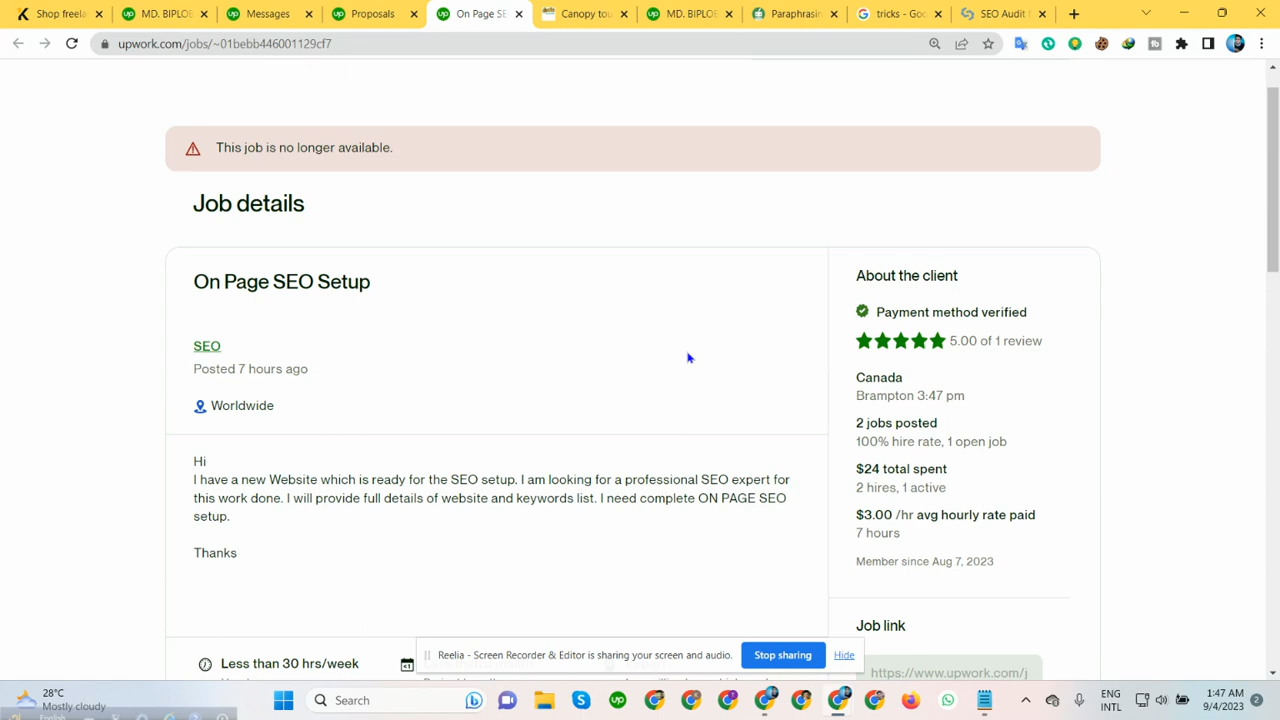 Shop freela
MD. BIPLOB
Messages
Proposals
On Page SE
Canopy tou
MD. BIPLOB
Paraphrasin
tricks - Goo
SEO Audit
upwork.com/jobs/~01bebb446001129cf7
This job is no longer available.
Job details
On Page SEO Setup
SEO
Posted 7 hours ago
Worldwide
Hi
I have a new Website which is ready for the SEO setup. I am looking for a professional SEO expert for
this work done. I will provide full details of website and keywords list. I need complete ON PAGE SEO
setup.
Thanks
Less than 30 hrs/week
About the client
Payment method verified
5.00 of 1 review
Canada
Brampton 3:47 pm
2 jobs posted
100% hire rate, 1 open job
$24 total spent
2 hires, 1 active
$3.00 /hr avg hourly rate paid
7 hours
Member since Aug 7, 2023
Job link
https://www.upwork.com/j
Reelia - Screen Recorder & Editor is sharing your screen and audio.
Stop sharing
Hide
28°C
Mostly cloudy
English
Search
ENG
INTL
1:47 AM
9/4/2023
2